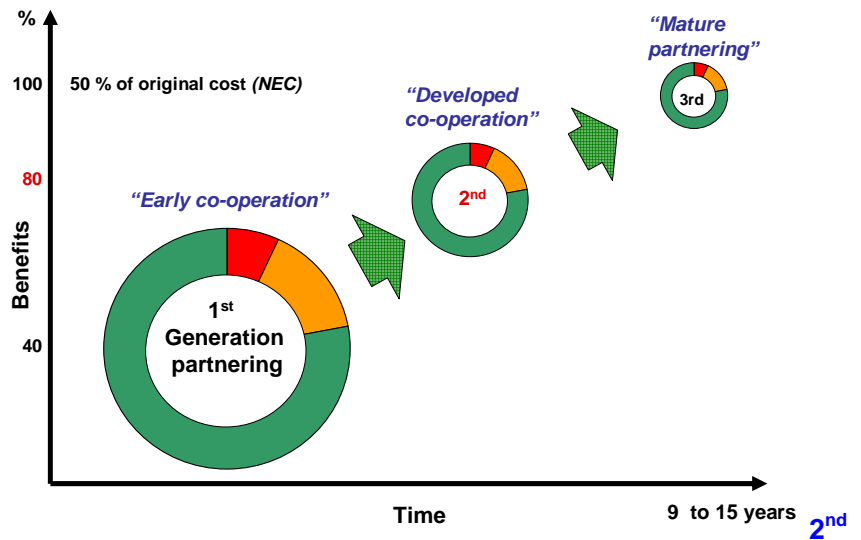 %
100
50 % of original cost (NEC)
80
Benefits
40
“Early co-operation”
1st
Generation
partnering
“Developed
co-operation”
2nd
“Mature
partnering”
3rd
Time
9 to 15 years
2nd